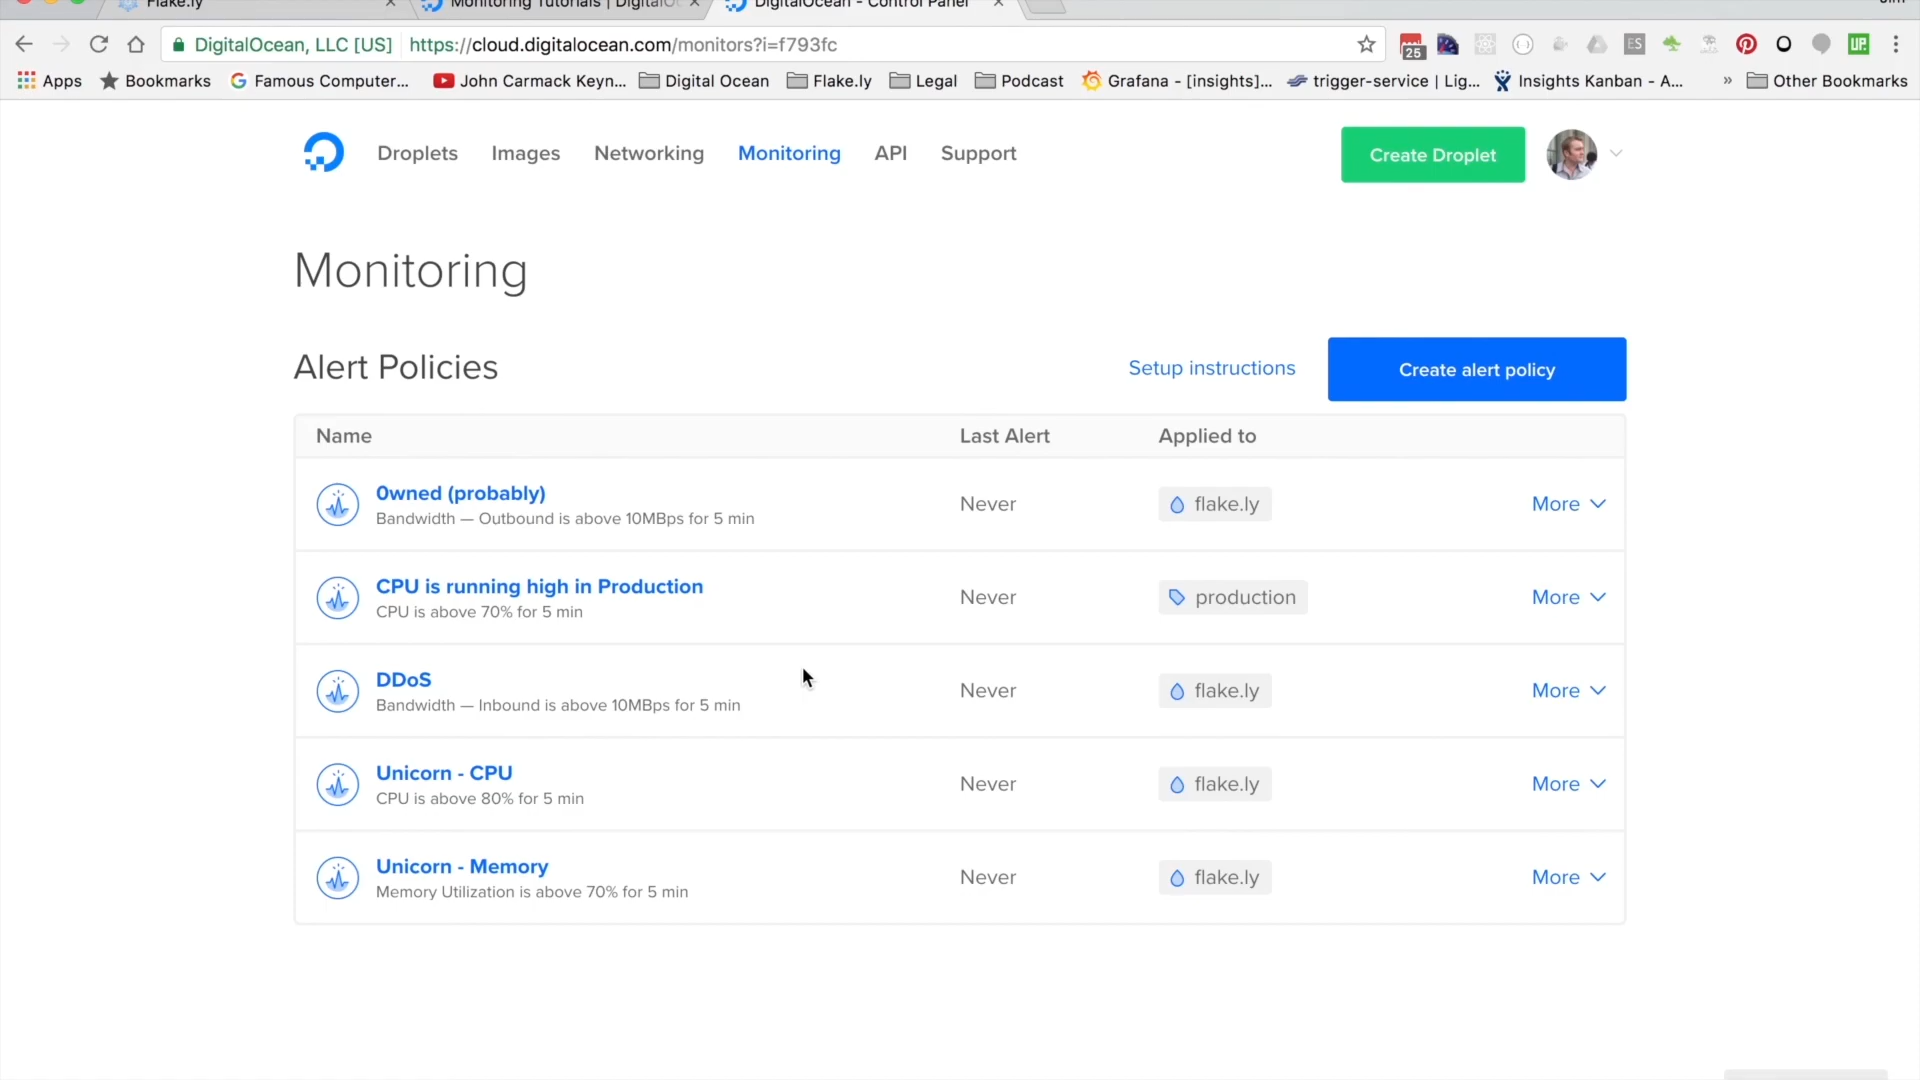 Flake.ly
Monitoring Tutorials | DigitalOc
DigitalOcean - Control Panel
DigitalOcean, LLC [US] https://cloud.digitalocean.com/monitors?i=f793fc
25
ES
UP.
Apps Bookmarks Famous Computer... John Carmack Keyn... Digital Ocean Flake.ly Legal Podcast Grafana - [insights]... trigger-service | Lig... Insights Kanban - A... » Other Bookmarks
Droplets Images Networking Monitoring API Support
Create Droplet
Monitoring
Alert Policies
Setup instructions
Create alert policy
Name Last Alert Applied to
0wned (probably)
Bandwidth — Outbound is above 10MBps for 5 min
Never flake.ly More
CPU is running high in Production
CPU is above 70% for 5 min
Never production More
DDoS
Bandwidth — Inbound is above 10MBps for 5 min
Never flake.ly More
Unicorn - CPU
CPU is above 80% for 5 min
Never flake.ly More
Unicorn - Memory
Memory Utilization is above 70% for 5 min
Never flake.ly More